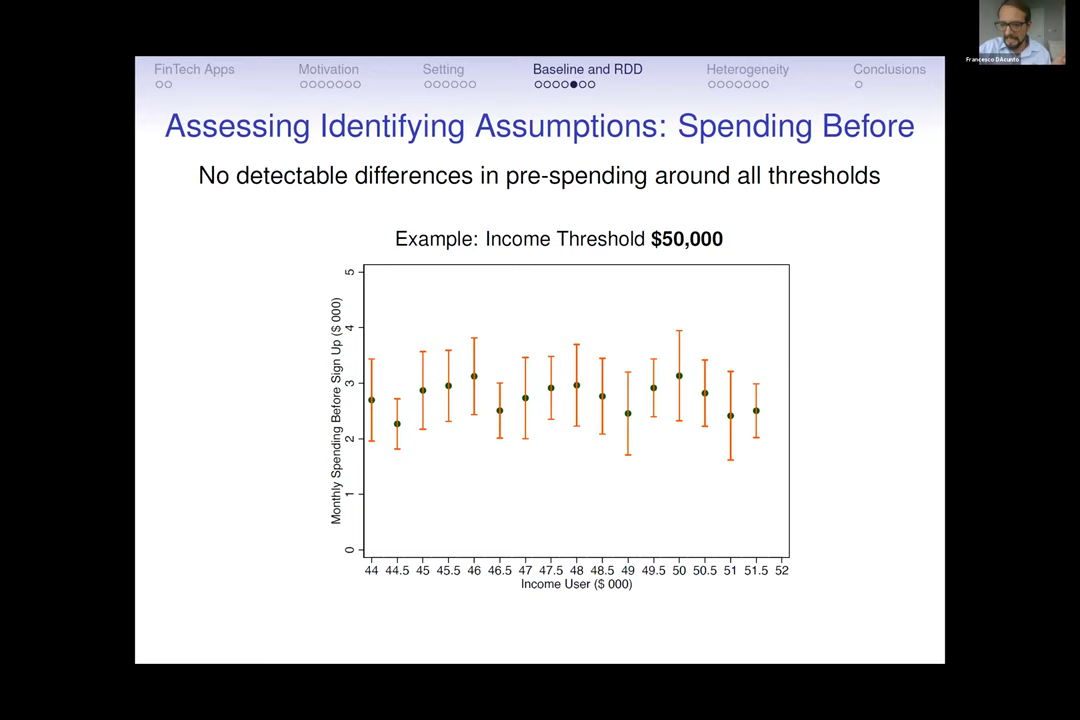 Francesco DAcunto
FinTech Apps Motivation Setting Baseline and RDD Heterogeneity Conclusions
Assessing Identifying Assumptions: Spending Before
No detectable differences in pre-spending around all thresholds
Example: Income Threshold $50,000
Monthly Spending Before Sign Up ($ 000)
5
4
3
2
1
0
44 44.5 45 45.5 46 46.5 47 47.5 48 48.5 49 49.5 50 50.5 51 51.5 52
Income User ($ 000)